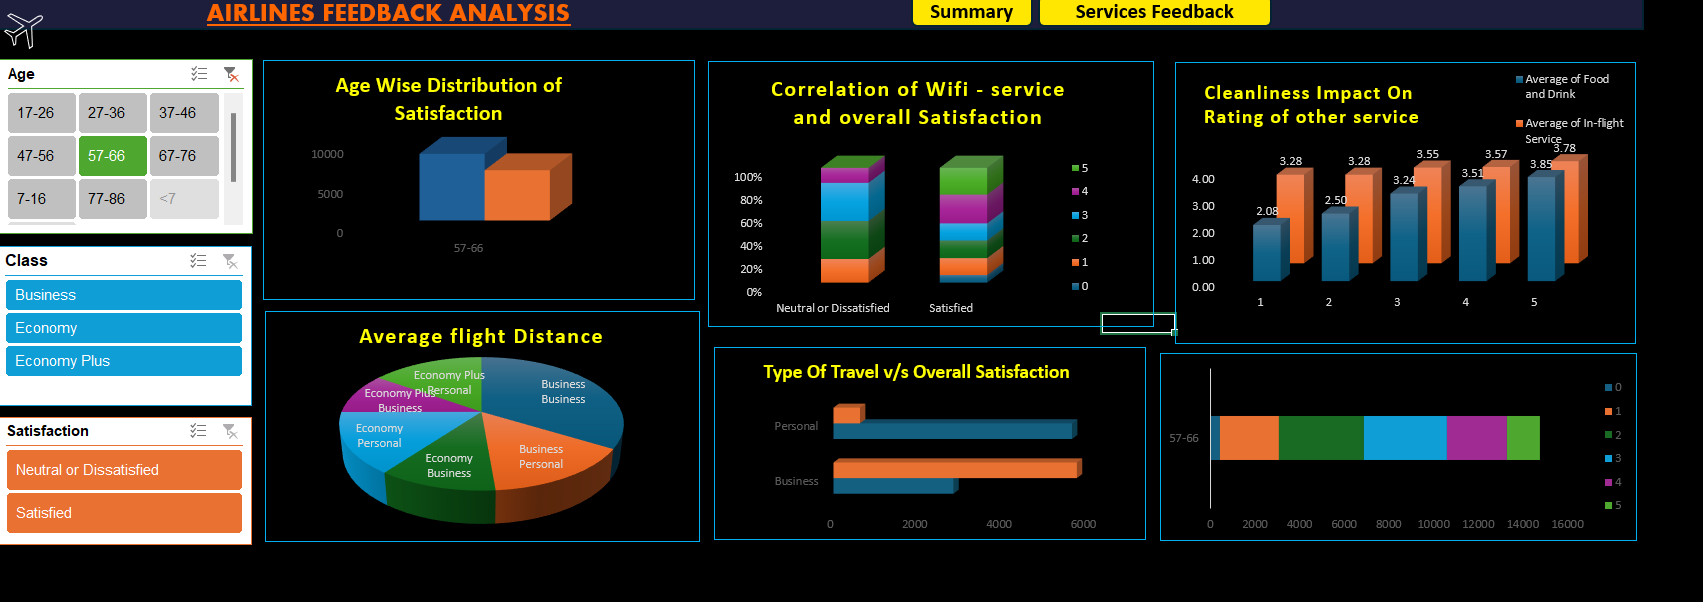 AIRLINES FEEDBACK ANALYSIS
Summary
Services Feedback
Age
17-26
27-36
37-46
47-56
57-66
67-76
7-16
77-86
<7
Class
Business
Economy
Economy Plus
Satisfaction
Neutral or Dissatisfied
Satisfied
Age Wise Distribution of
Satisfaction
10000
5000
0
57-66
Correlation of Wifi - service
and overall Satisfaction
100%
80%
60%
40%
20%
0%
Neutral or Dissatisfied
Satisfied
5
4
3
2
1
0
Cleanliness Impact On
Rating of other service
Average of Food
and Drink
Average of In-flight
Service
4.00
3.00
2.00
1.00
0.00
2.08
3.28
2.50
3.28
3.24
3.55
3.51
3.57
3.85
3.78
1
2
3
4
5
Average flight Distance
Economy Plus
Personal
Business
Business
Economy Plus
Business
Economy
Personal
Economy
Business
Business
Personal
Type Of Travel v/s Overall Satisfaction
Personal
Business
0
2000
4000
6000
57-66
0
2000
4000
6000
8000
10000
12000
14000
16000
0
1
2
3
4
5